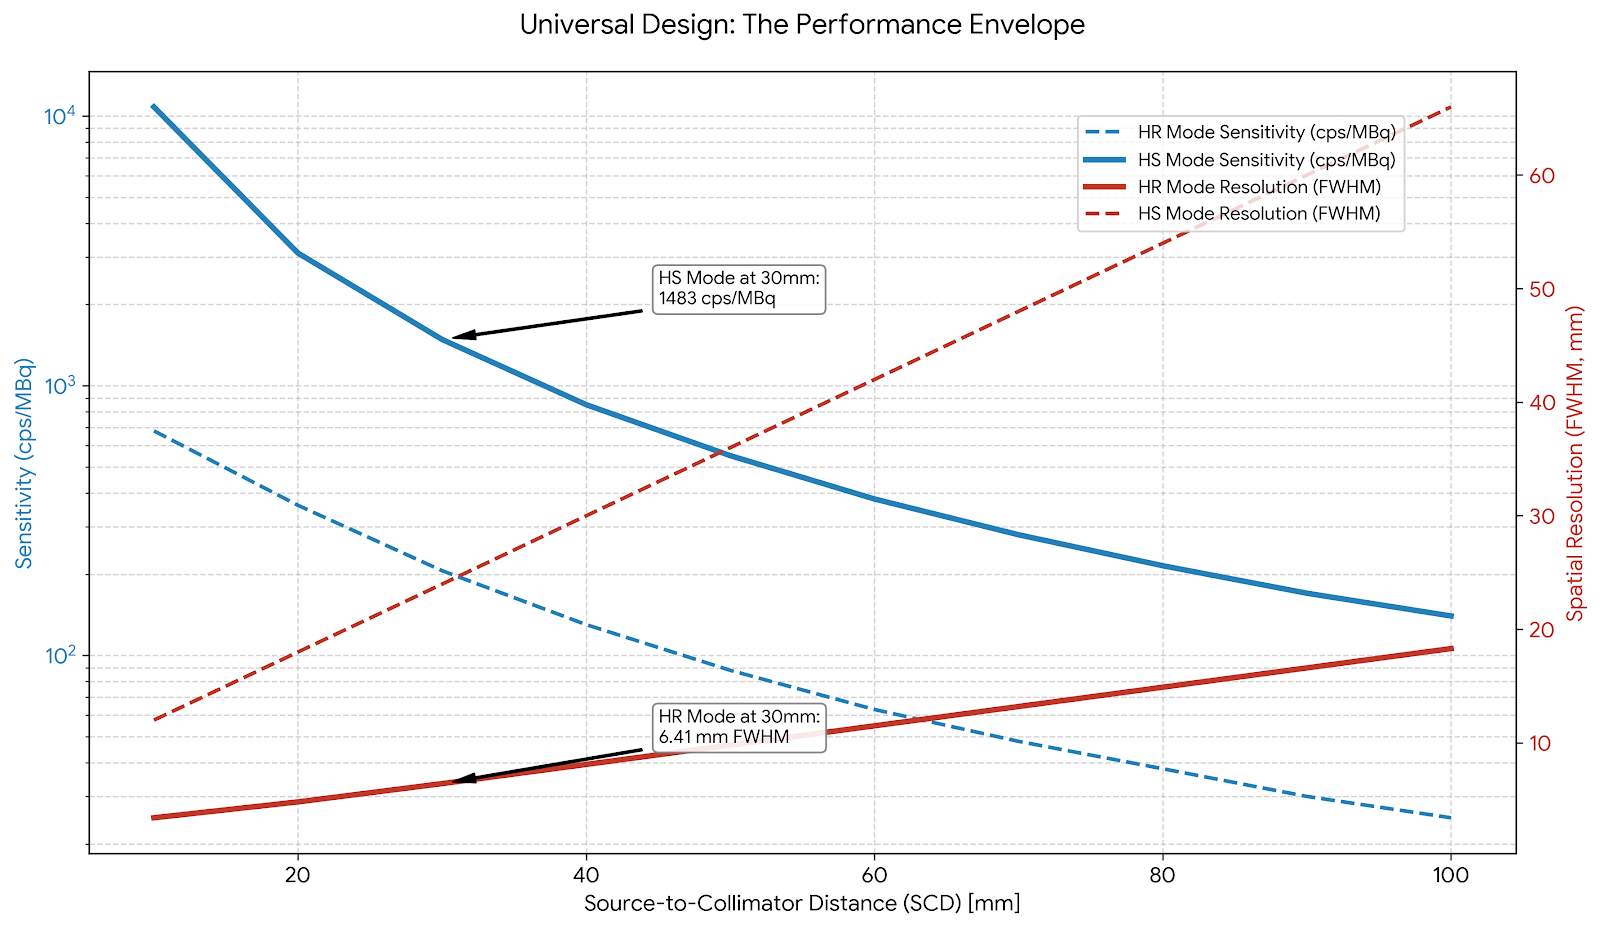 Universal Design: The Performance Envelope
Sensitivity (cps/MBq)
10⁴
10³
10²
HR Mode Sensitivity (cps/MBq)
HS Mode Sensitivity (cps/MBq)
HR Mode Resolution (FWHM)
HS Mode Resolution (FWHM)
HS Mode at 30mm:
1483 cps/MBq
HR Mode at 30mm:
6.41 mm FWHM
60
50
40
30
20
10
Spatial Resolution (FWHM, mm)
20
40
60
80
100
Source-to-Collimator Distance (SCD) [mm]